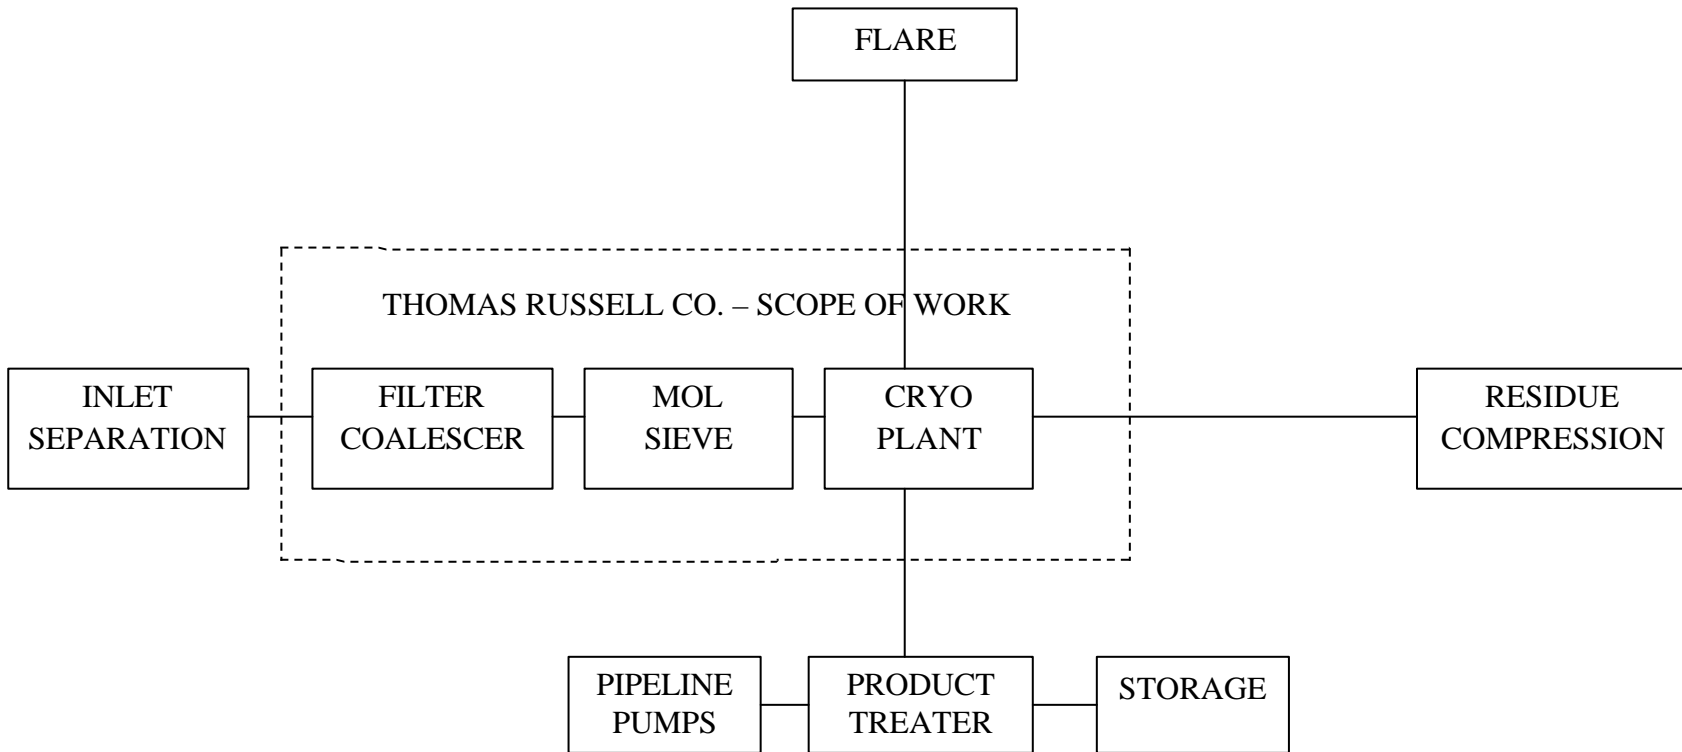 FLARE
THOMAS RUSSELL CO. – SCOPE OF WORK
INLET
SEPARATION
FILTER
COALESCER
MOL
SIEVE
CRYO
PLANT
RESIDUE
COMPRESSION
PIPELINE
PUMPS
PRODUCT
TREATER
STORAGE